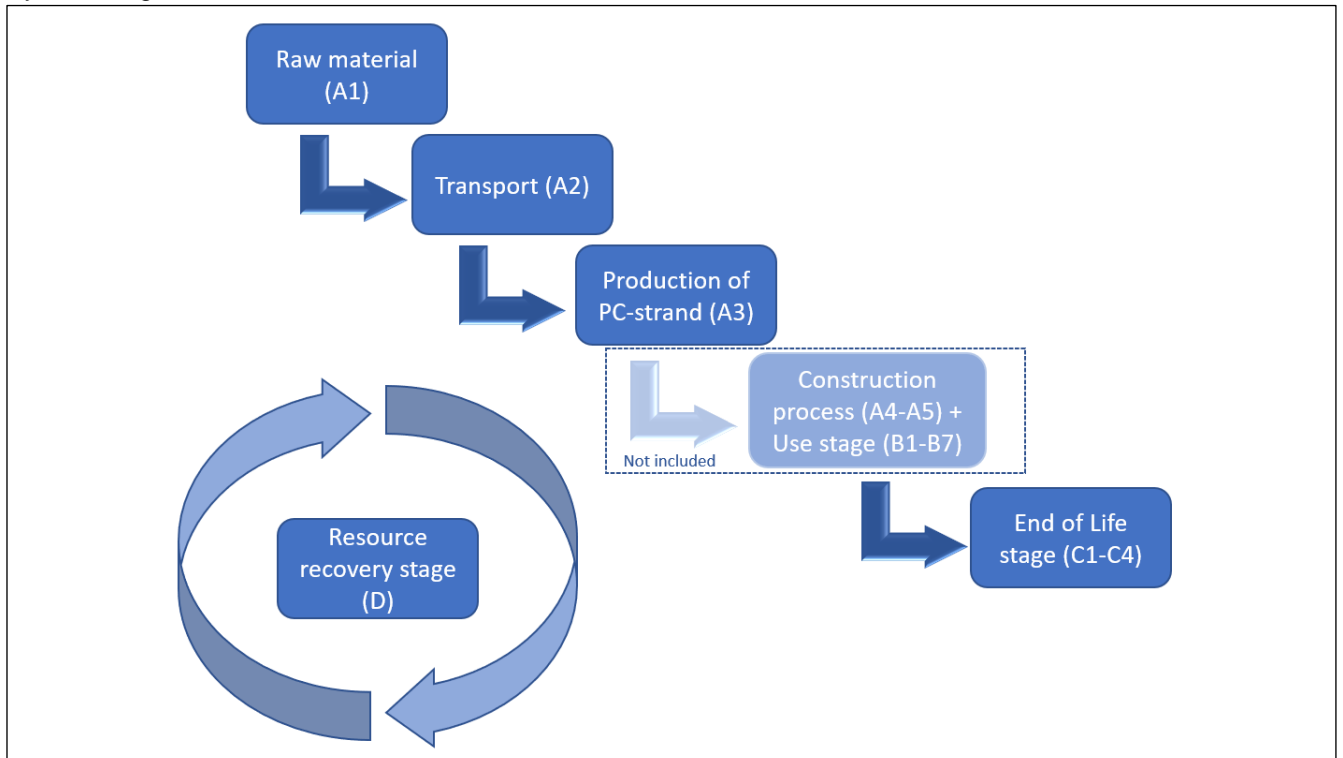 Raw material
(A1)
Transport (A2)
Production of
PC-strand (A3)
Construction
process (A4-A5) +
Use stage (B1-B7)
Not included
End of Life
stage (C1-C4)
Resource
recovery stage
(D)